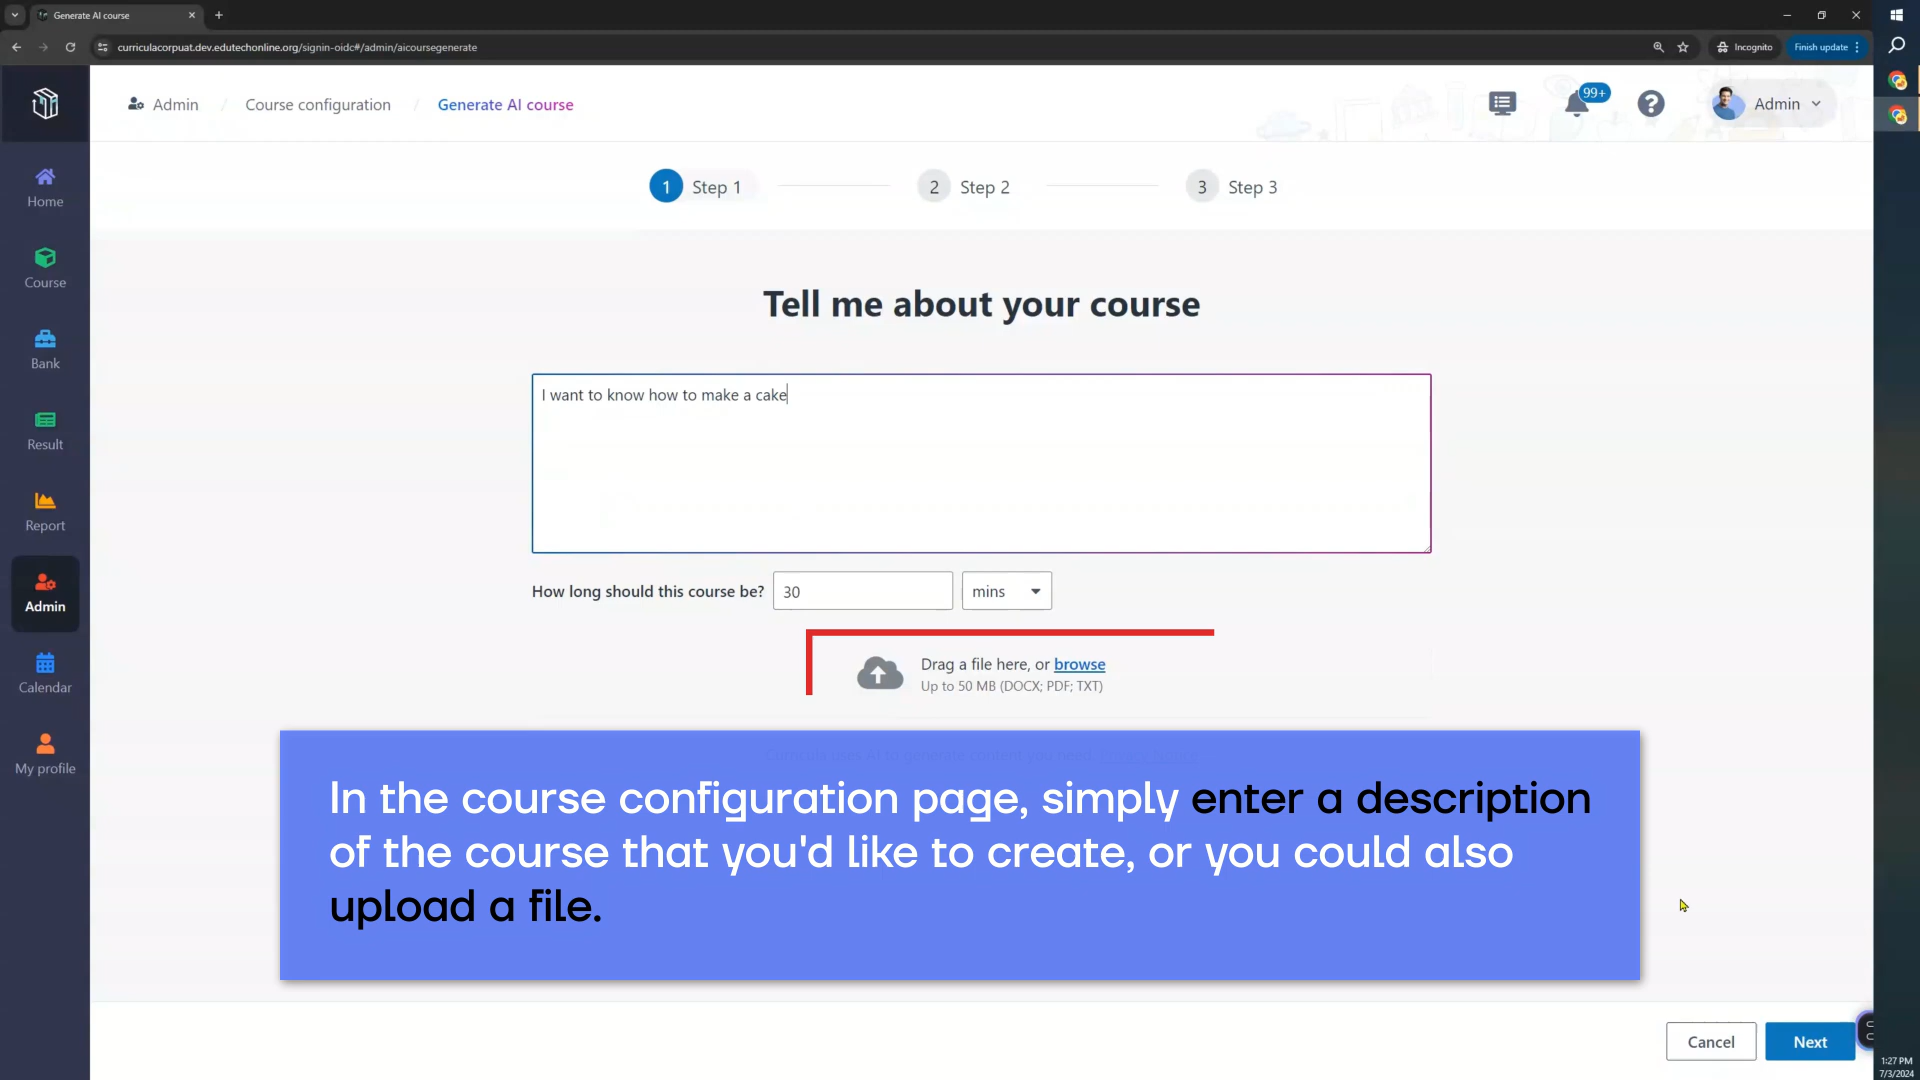 Generate AI course
curriculacorpuat.dev.edutechonline.org/signin-oidc#/admin/aicoursegenerate
Incognito
Finish update
Admin / Course configuration / Generate AI course
99+
?
Admin
1 Step 1
2 Step 2
3 Step 3
Home
Course
Bank
Result
Report
Admin
Calendar
My profile
Tell me about your course
I want to know how to make a cake
How long should this course be? 30 mins
Drag a file here, or browse
Up to 50 MB (DOCX; PDF; TXT)
In the course configuration page, simply enter a description
of the course that you'd like to create, or you could also
upload a file.
Cancel
Next
1:27 PM
7/3/2024